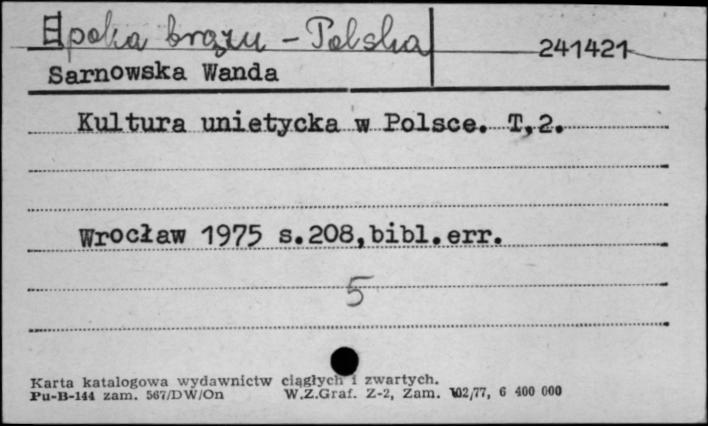 Epoka brązu - Polska
241421
Sarnowska Wanda
Kultura unietycka w Polsce. T.2.
Wrocław 1975 s.208,bibl.err.
5
Karta katalogowa wydawnictw ciągłych i zwartych.
Pu-B-144 zam. 567/DW/On W.Z.Graf. Z-2, Zam. 102/77, 6 400 000